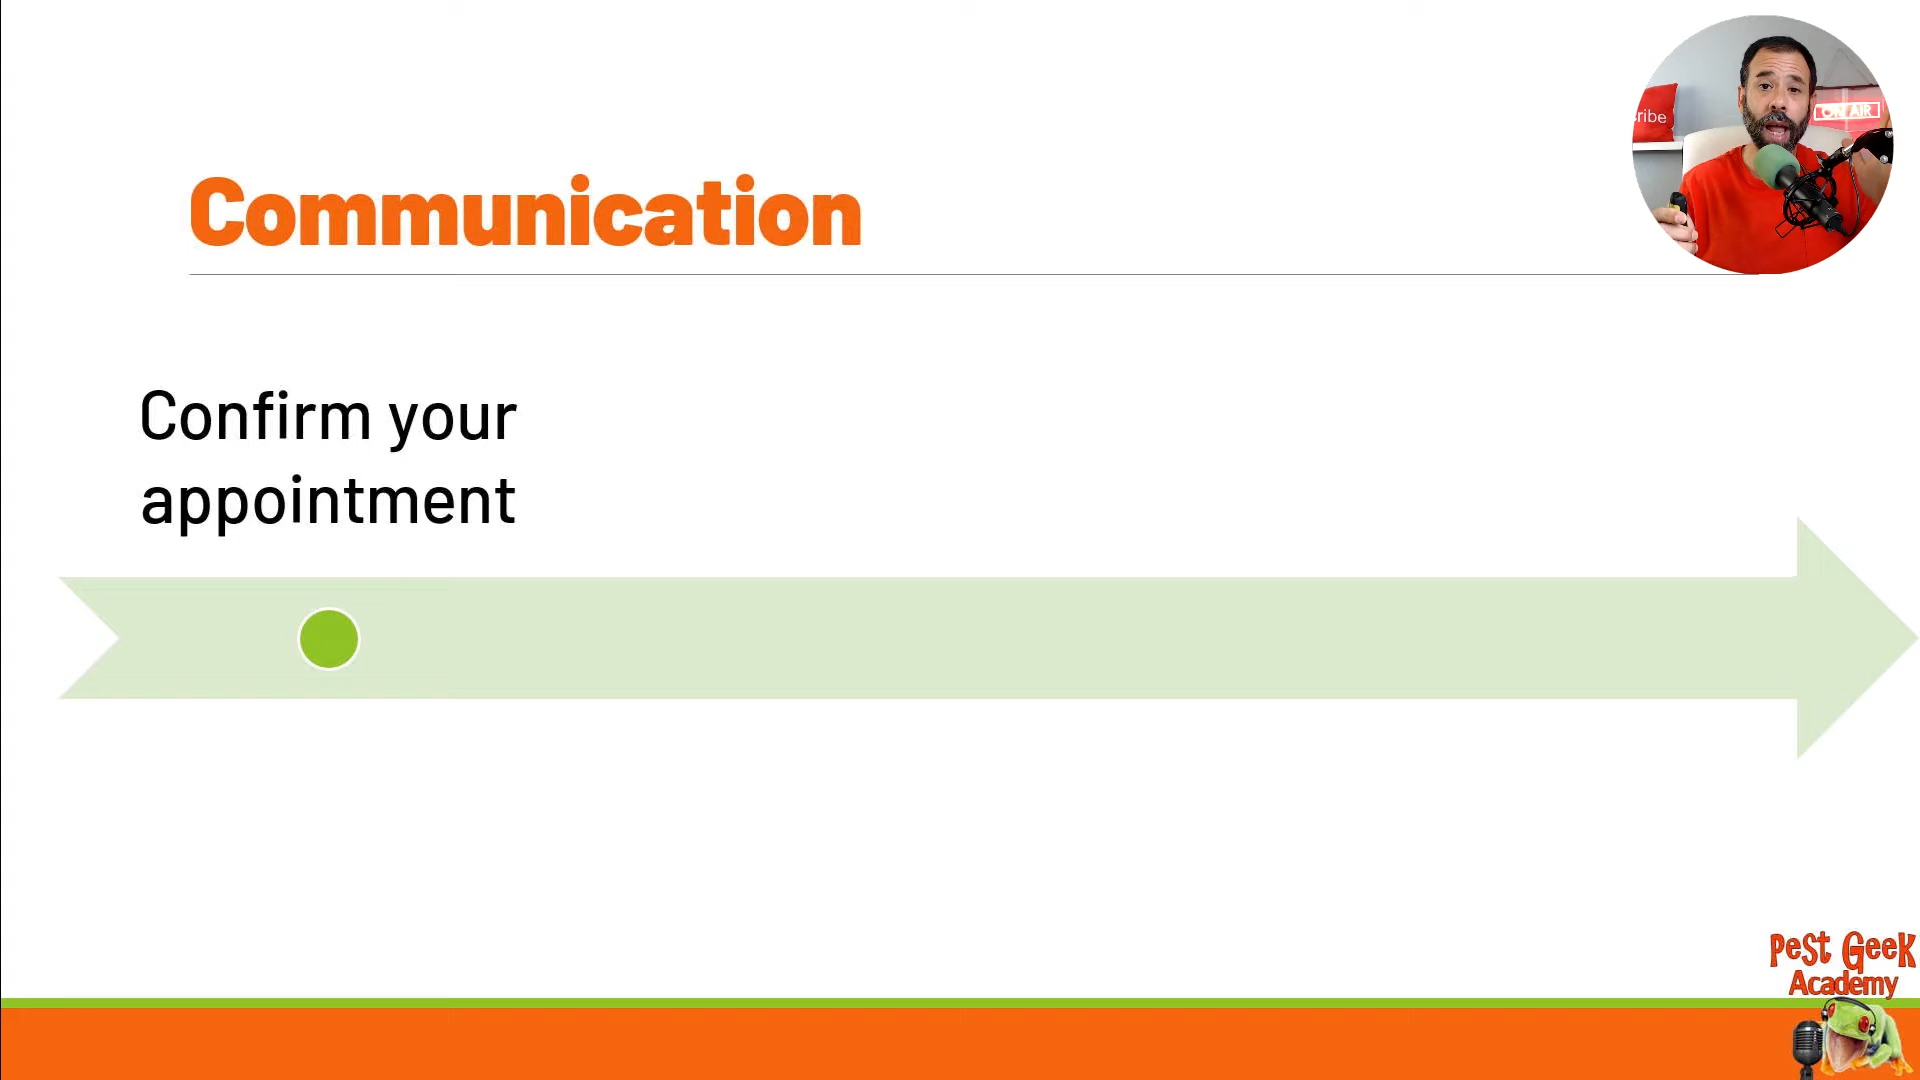 Communication
ribe
ON AIR
Confirm your
appointment
Pest Geek
Academy